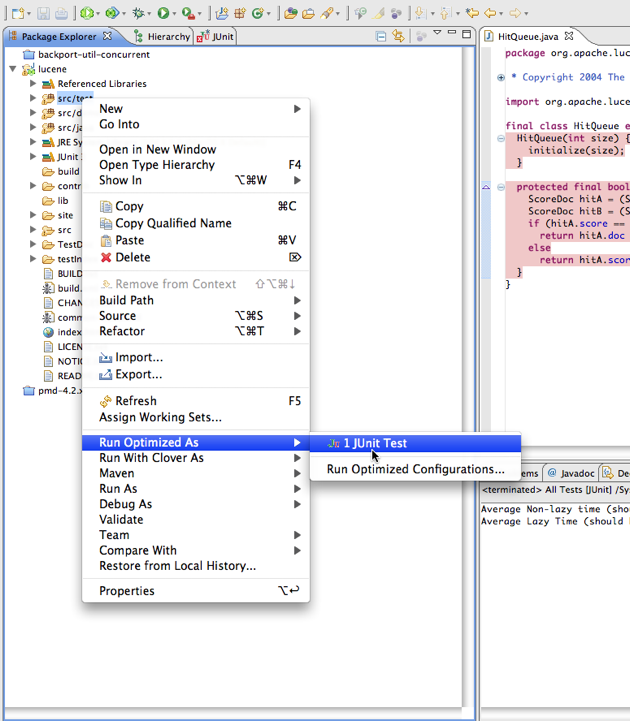 Package Explorer
Hierarchy
JUnit
backport-util-concurrent
lucene
Referenced Libraries
src/test
src/d
src/ja
JRE Sy
JUnit
build
contr
lib
site
src
TestD
testIn
BUILD
build.
CHAN
comm
index
LICEN
NOTIC
READ
pmd-4.2.x
New
Go Into
Open in New Window
Open Type Hierarchy F4
Show In ⌥⌘W
Copy ⌘C
Copy Qualified Name
Paste ⌘V
Delete ⌦
Remove from Context ⇧⌥⌘↓
Build Path
Source ⌥⌘S
Refactor ⌥⌘T
Import...
Export...
Refresh F5
Assign Working Sets...
Run Optimized As
Run With Clover As
Maven
Run As
Debug As
Validate
Team
Compare With
Restore from Local History...
Properties ⌥↩
1 JUnit Test
Run Optimized Configurations...
HitQueue.java
package org.apache.luce
* Copyright 2004 The
import org.apache.luce
final class HitQueue e
HitQueue(int size) {
initialize(size);
}
protected final bool
ScoreDoc hitA = (S
ScoreDoc hitB = (S
if (hitA.score ==
return hitA.doc
else
return hitA.scor
}
}
ems
@ Javadoc
De
<terminated> All Tests [JUnit] /Sy
Average Non-lazy time (shou
Average Lazy Time (should b